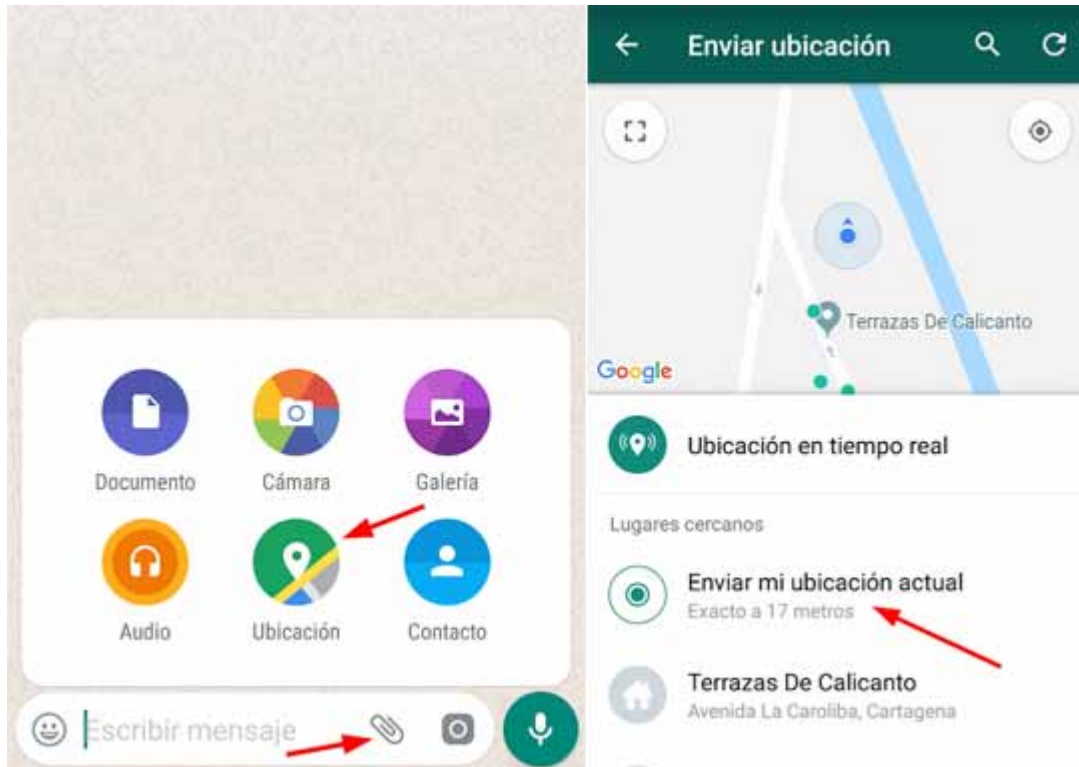 Documento
Cámara
Galería
Audio
Ubicación
Contacto
Escribir mensaje
Enviar ubicación
Terrazas De Calicanto
Google
Ubicación en tiempo real
Lugares cercanos
Enviar mi ubicación actual
Exacto a 17 metros
Terrazas De Calicanto
Avenida La Caroliba, Cartagena